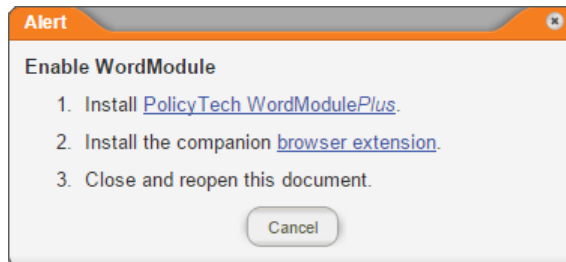 Alert
Enable WordModule
1. Install PolicyTech WordModulePlus.
2. Install the companion browser extension.
3. Close and reopen this document.
Cancel